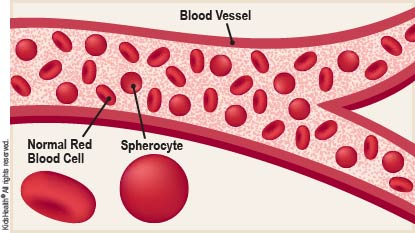 Blood Vessel
Normal Red
Blood Cell
Spherocyte
KidsHealth® All rights reserved.